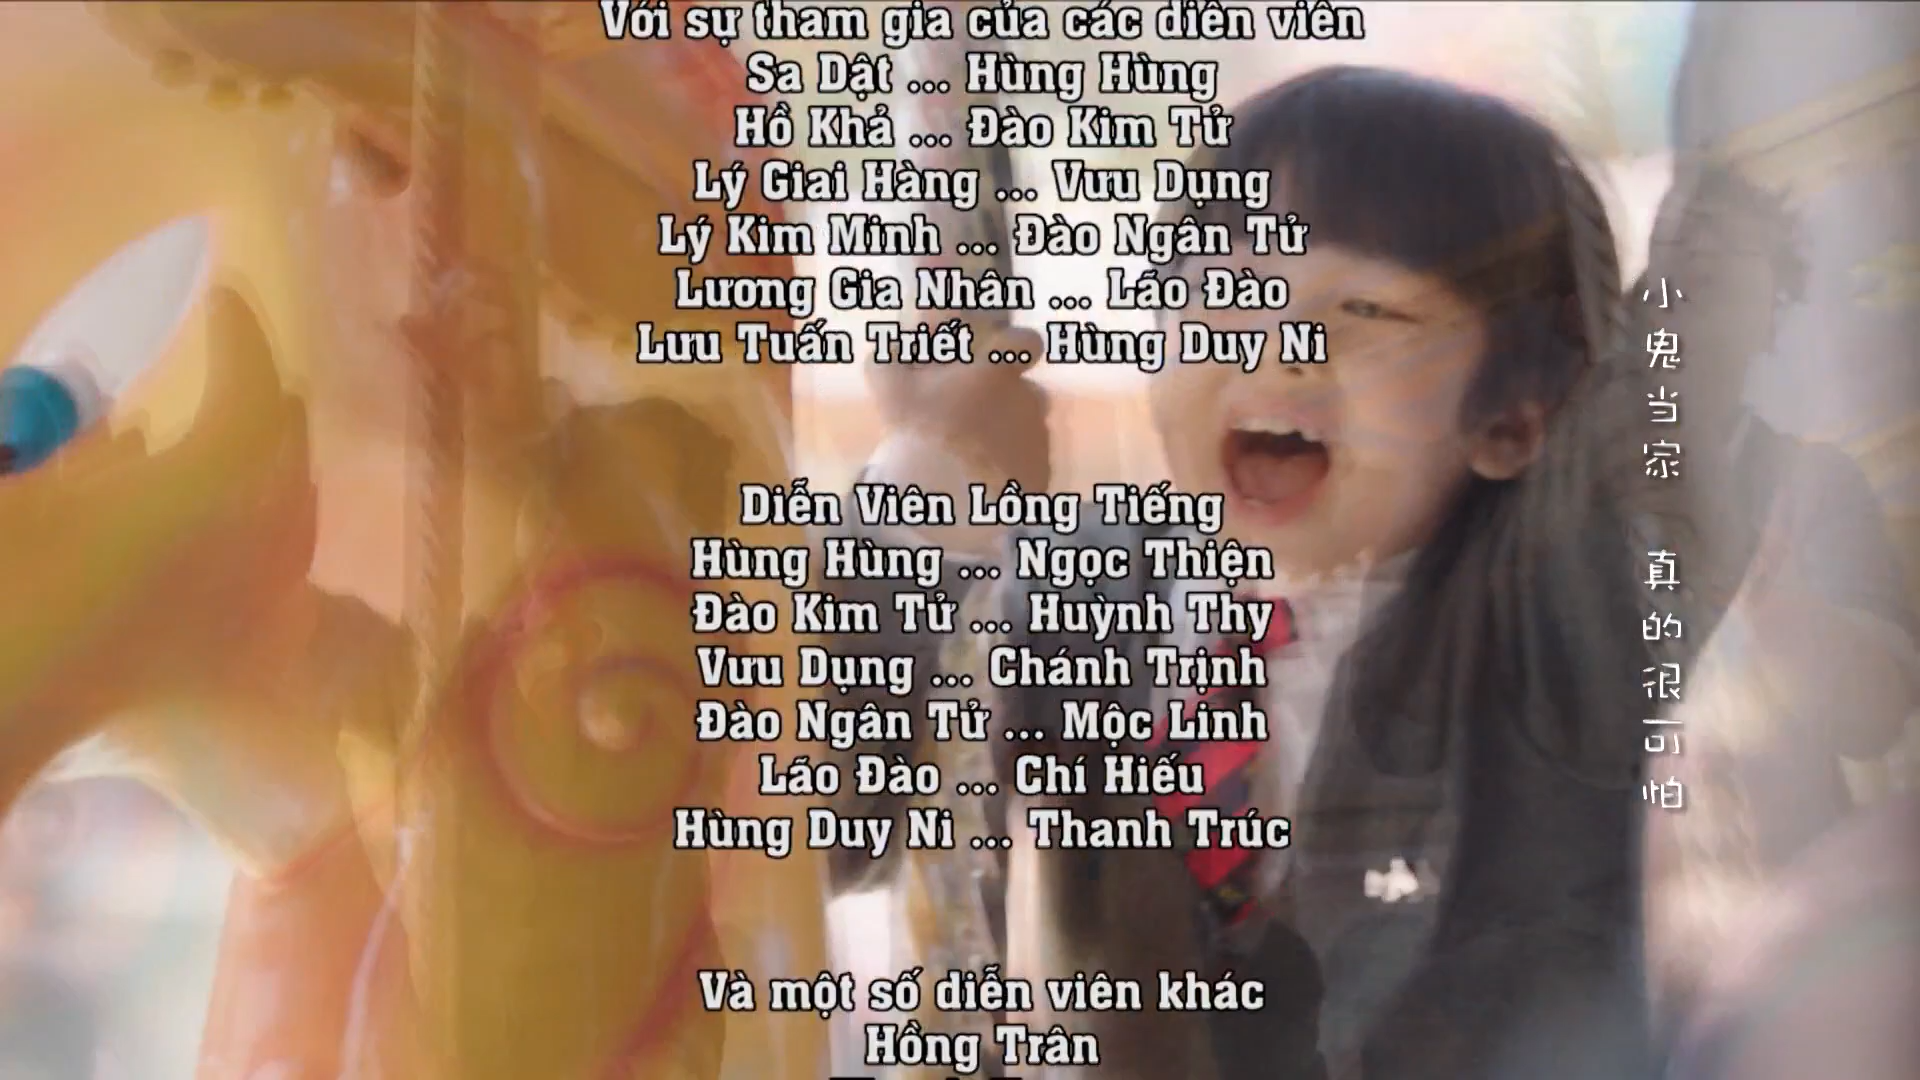 Với sự tham gia của các diễn viên
Sa Dật ... Hùng Hùng
Hồ Khả ... Đào Kim Tử
Lý Giai Hàng ... Vưu Dụng
Lý Kim Minh ... Đào Ngân Tử
Lương Gia Nhân ... Lão Đào
Lưu Tuấn Triết ... Hùng Duy Ni
Diễn Viên Lồng Tiếng
Hùng Hùng ... Ngọc Thiện
Đào Kim Tử ... Huỳnh Thy
Vưu Dụng ... Chánh Trịnh
Đào Ngân Tử ... Mộc Linh
Lão Đào ... Chí Hiếu
Hùng Duy Ni ... Thanh Trúc
Và một số diễn viên khác
Hồng Trân
小鬼当家 真的很可怕